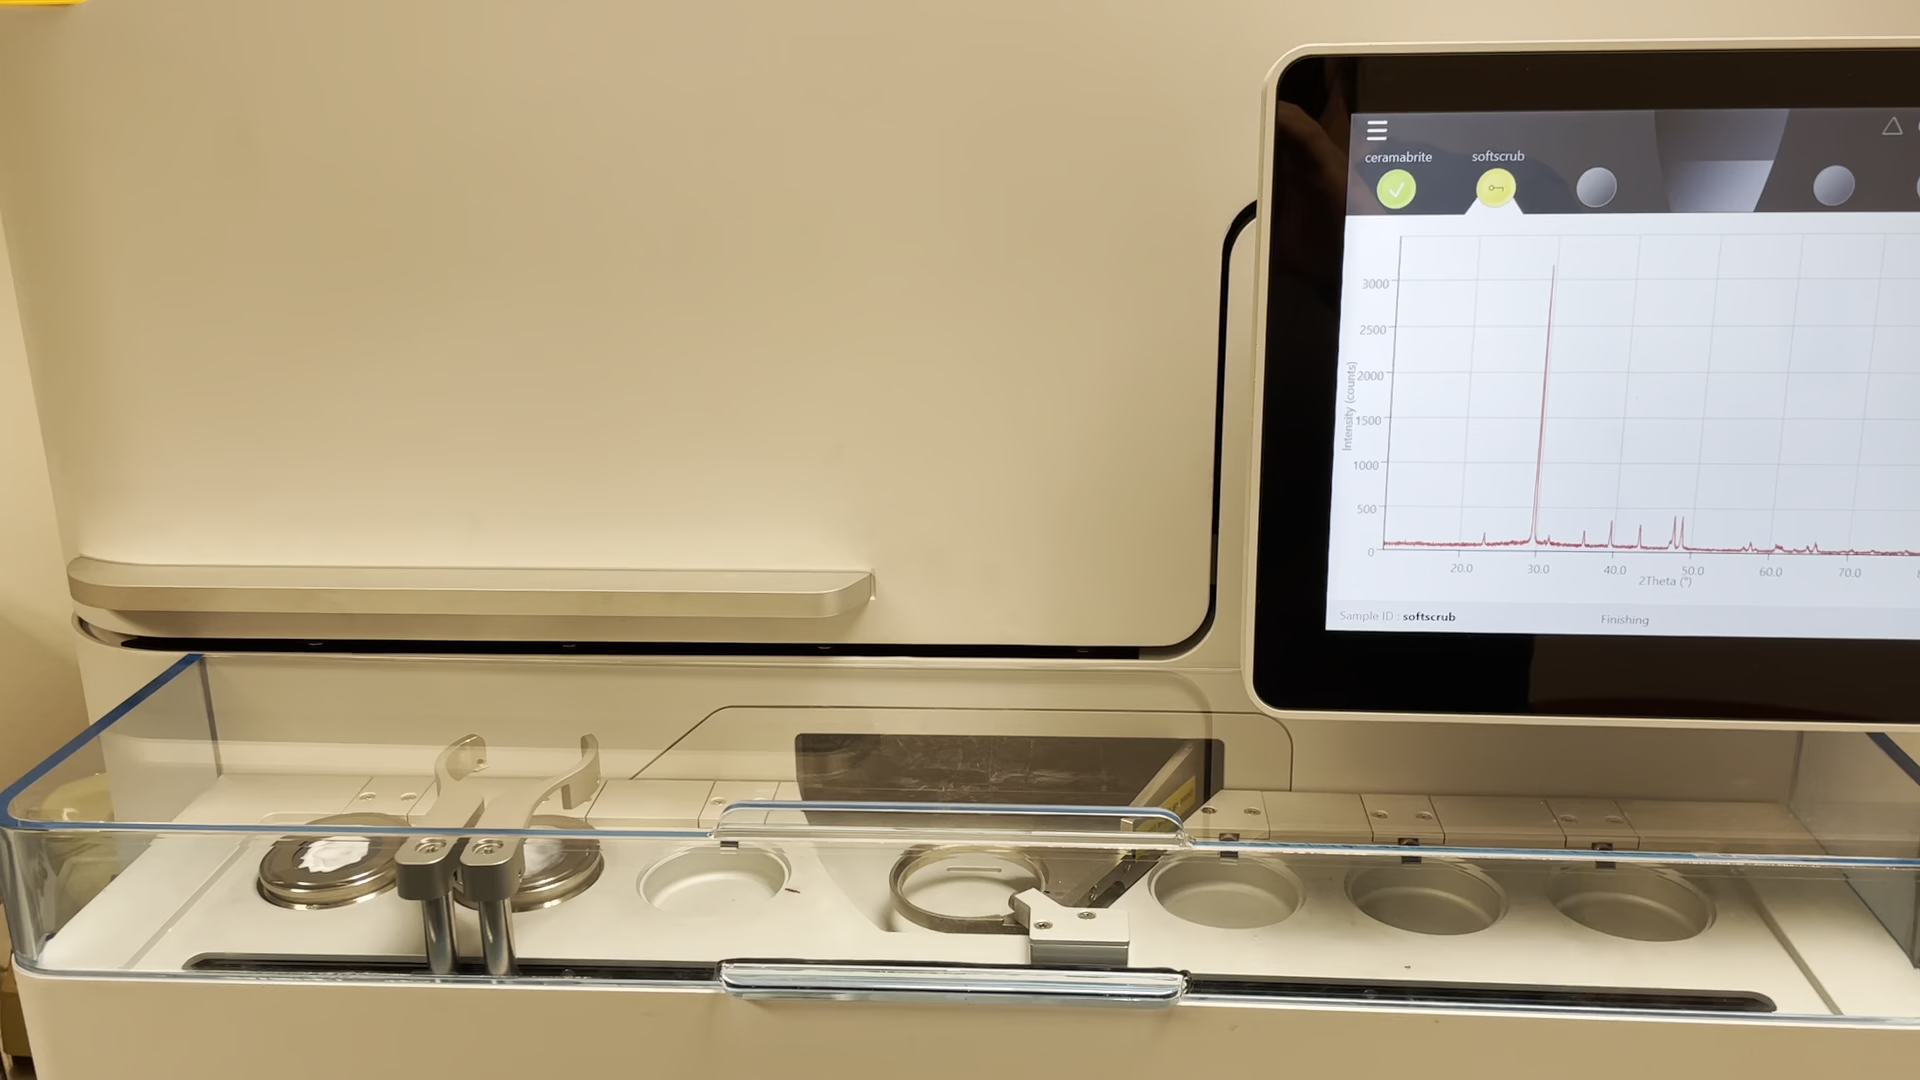 ceramabrite softscrub
3000
2500
2000
1500
1000
500
0
Intensity (counts)
20.0 30.0 40.0 50.0 60.0 70.0
2Theta (°)
Sample ID : softscrub Finishing